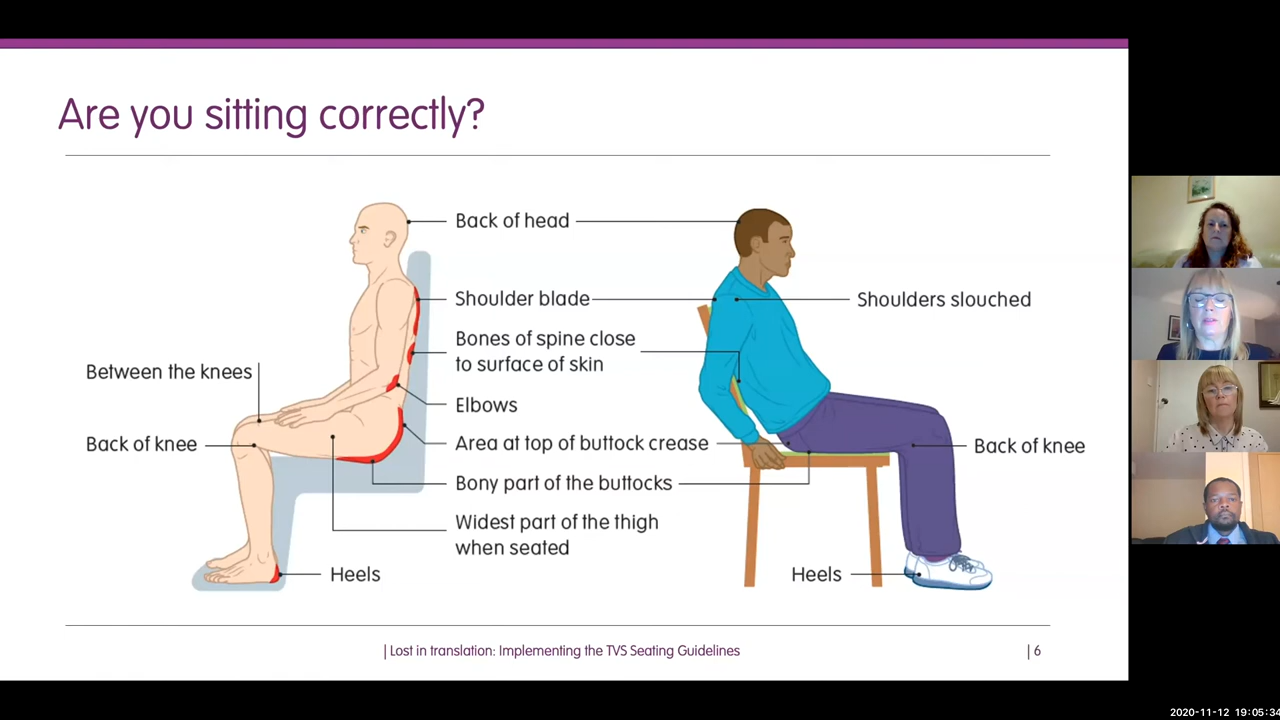 Are you sitting correctly?
Back of head
Shoulder blade
Shoulders slouched
Bones of spine close
to surface of skin
Between the knees
Elbows
Back of knee
Area at top of buttock crease
Back of knee
Bony part of the buttocks
Widest part of the thigh
when seated
Heels
Heels
| Lost in translation: Implementing the TVS Seating Guidelines
| 6
2020-11-12 19:05:34